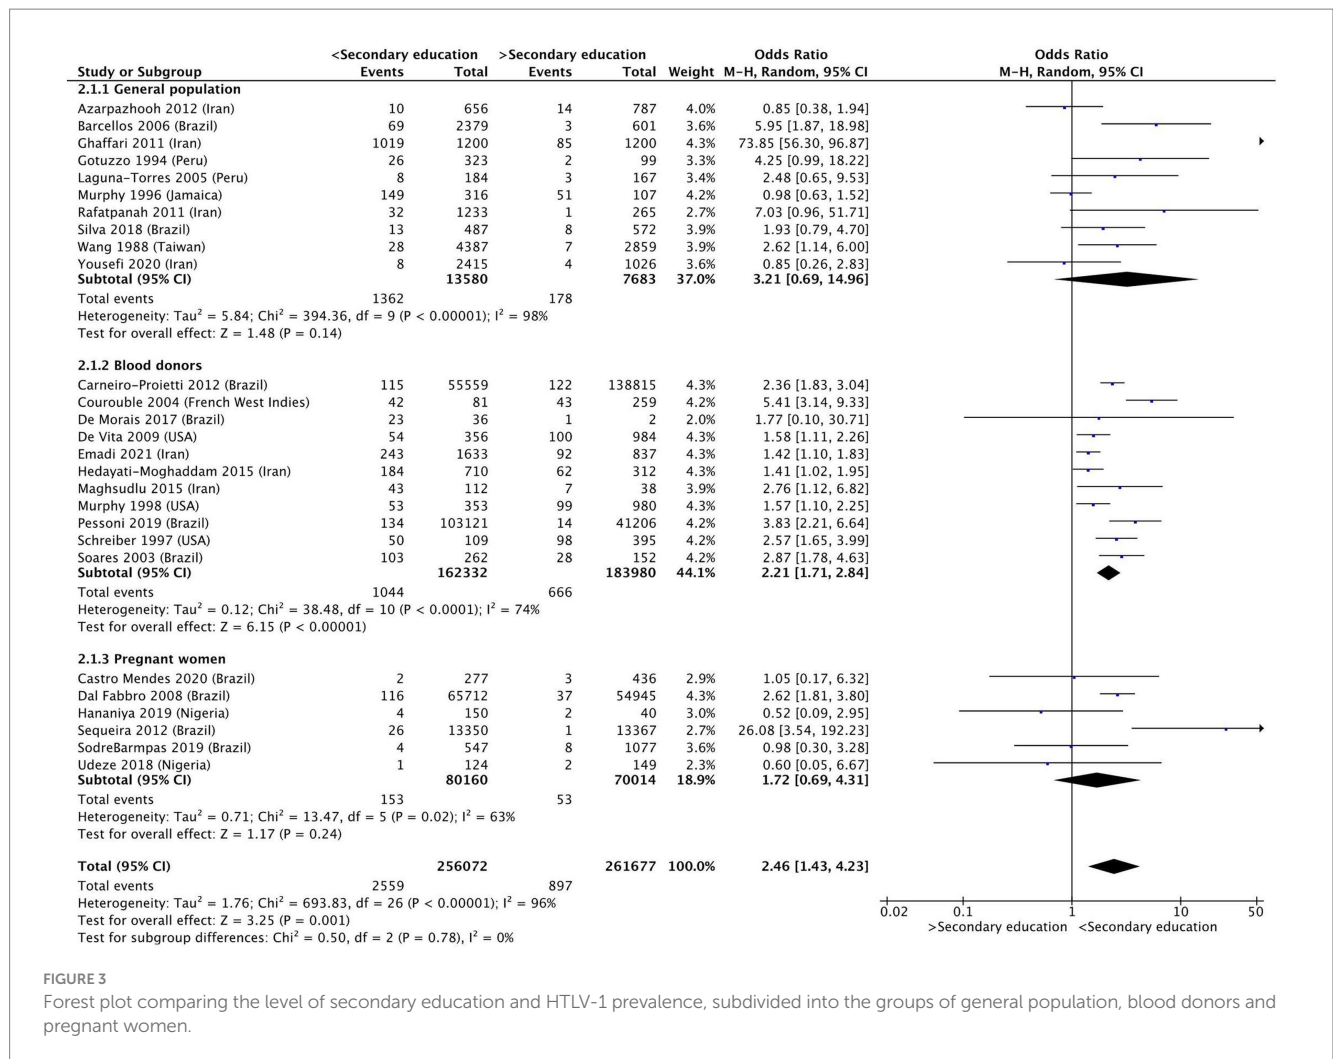 <Secondary education >Secondary education Odds Ratio Odds Ratio
Study or Subgroup Events Total Events Total Weight M-H, Random, 95% CI M-H, Random, 95% CI
2.1.1 General population
Azarpazhooh 2012 (Iran) 10 656 14 787 4.0% 0.85 [0.38, 1.94]
Barcellos 2006 (Brazil) 69 2379 3 601 3.6% 5.95 [1.87, 18.98]
Ghaffari 2011 (Iran) 1019 1200 85 1200 4.3% 73.85 [56.30, 96.87]
Gotuzzo 1994 (Peru) 26 323 2 99 3.3% 4.25 [0.99, 18.22]
Laguna-Torres 2005 (Peru) 8 184 3 167 3.4% 2.48 [0.65, 9.53]
Murphy 1996 (Jamaica) 149 316 51 107 4.2% 0.98 [0.63, 1.52]
Rafatpanah 2011 (Iran) 32 1233 1 265 2.7% 7.03 [0.96, 51.71]
Silva 2018 (Brazil) 13 487 8 572 3.9% 1.93 [0.79, 4.70]
Wang 1988 (Taiwan) 28 4387 7 2859 3.9% 2.62 [1.14, 6.00]
Yousefi 2020 (Iran) 8 2415 4 1026 3.6% 0.85 [0.26, 2.83]
Subtotal (95% CI) 13580 7683 37.0% 3.21 [0.69, 14.96]
Total events 1362 178
Heterogeneity: Tau² = 5.84; Chi² = 394.36, df = 9 (P < 0.00001); I² = 98%
Test for overall effect: Z = 1.48 (P = 0.14)
2.1.2 Blood donors
Carneiro-Proietti 2012 (Brazil) 115 55559 122 138815 4.3% 2.36 [1.83, 3.04]
Courouble 2004 (French West Indies) 42 81 43 259 4.2% 5.41 [3.14, 9.33]
De Morais 2017 (Brazil) 23 36 1 2 2.0% 1.77 [0.10, 30.71]
De Vita 2009 (USA) 54 356 100 984 4.3% 1.58 [1.11, 2.26]
Emadi 2021 (Iran) 243 1633 92 837 4.3% 1.42 [1.10, 1.83]
Hedayati-Moghaddam 2015 (Iran) 184 710 62 312 4.3% 1.41 [1.02, 1.95]
Maghsudlu 2015 (Iran) 43 112 7 38 3.9% 2.76 [1.12, 6.82]
Murphy 1998 (USA) 53 353 99 980 4.3% 1.57 [1.10, 2.25]
Pessoni 2019 (Brazil) 134 103121 14 41206 4.2% 3.83 [2.21, 6.64]
Schreiber 1997 (USA) 50 109 98 395 4.2% 2.57 [1.65, 3.99]
Soares 2003 (Brazil) 103 262 28 152 4.2% 2.87 [1.78, 4.63]
Subtotal (95% CI) 162332 183980 44.1% 2.21 [1.71, 2.84]
Total events 1044 666
Heterogeneity: Tau² = 0.12; Chi² = 38.48, df = 10 (P < 0.0001); I² = 74%
Test for overall effect: Z = 6.15 (P < 0.00001)
2.1.3 Pregnant women
Castro Mendes 2020 (Brazil) 2 277 3 436 2.9% 1.05 [0.17, 6.32]
Dal Fabbro 2008 (Brazil) 116 65712 37 54945 4.3% 2.62 [1.81, 3.80]
Hananiya 2019 (Nigeria) 4 150 2 40 3.0% 0.52 [0.09, 2.95]
Sequeira 2012 (Brazil) 26 13350 1 13367 2.7% 26.08 [3.54, 192.23]
SodreBarmpas 2019 (Brazil) 4 547 8 1077 3.6% 0.98 [0.30, 3.28]
Udeze 2018 (Nigeria) 1 124 2 149 2.3% 0.60 [0.05, 6.67]
Subtotal (95% CI) 80160 70014 18.9% 1.72 [0.69, 4.31]
Total events 153 53
Heterogeneity: Tau² = 0.71; Chi² = 13.47, df = 5 (P = 0.02); I² = 63%
Test for overall effect: Z = 1.17 (P = 0.24)
Total (95% CI) 256072 261677 100.0% 2.46 [1.43, 4.23]
Total events 2559 897
Heterogeneity: Tau² = 1.76; Chi² = 693.83, df = 26 (P < 0.00001); I² = 96%
Test for overall effect: Z = 3.25 (P = 0.001)
Test for subgroup differences: Chi² = 0.50, df = 2 (P = 0.78), I² = 0%
0.02 0.1 1 10 50
>Secondary education <Secondary education
FIGURE 3
Forest plot comparing the level of secondary education and HTLV-1 prevalence, subdivided into the groups of general population, blood donors and
pregnant women.